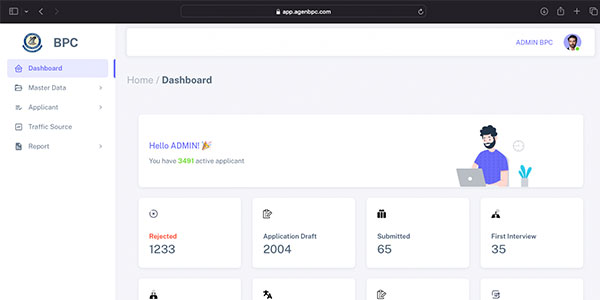 app.agenbpc.com
BPC
ADMIN BPC
Dashboard
Master Data
Applicant
Traffic Source
Report
Home / Dashboard
Hello ADMIN! 🎉
You have 3491 active applicant
Rejected
1233
Application Draft
2004
Submitted
65
First Interview
35